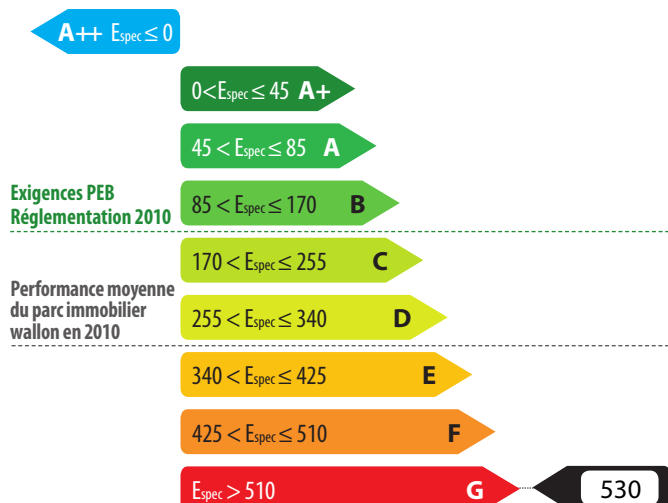 A++ Espec ≤ 0
0<Espec ≤ 45 A+
45 < Espec ≤ 85 A
Exigences PEB
Réglementation 2010
85 < Espec ≤ 170 B
170 < Espec ≤ 255 C
Performance moyenne
du parc immobilier
wallon en 2010
255 < Espec ≤ 340 D
340 < Espec ≤ 425 E
425 < Espec ≤ 510 F
Espec > 510 G
530